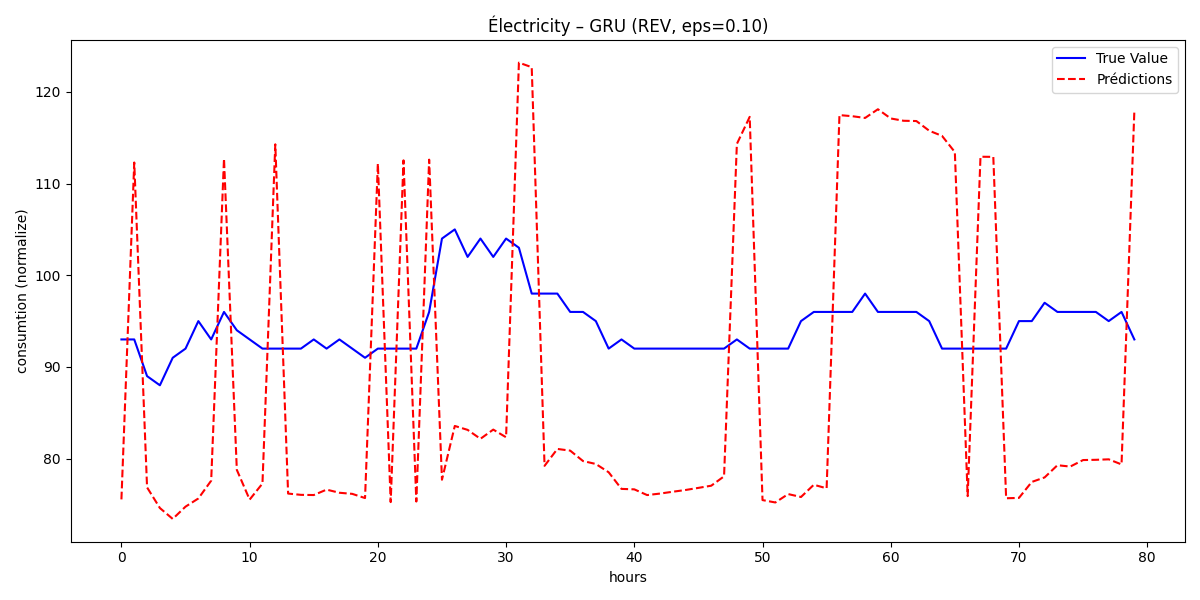 Électricity – GRU (REV, eps=0.10)
True Value
Prédictions
consumtion (normalize)
120
110
100
90
80
0 10 20 30 40 50 60 70 80
hours